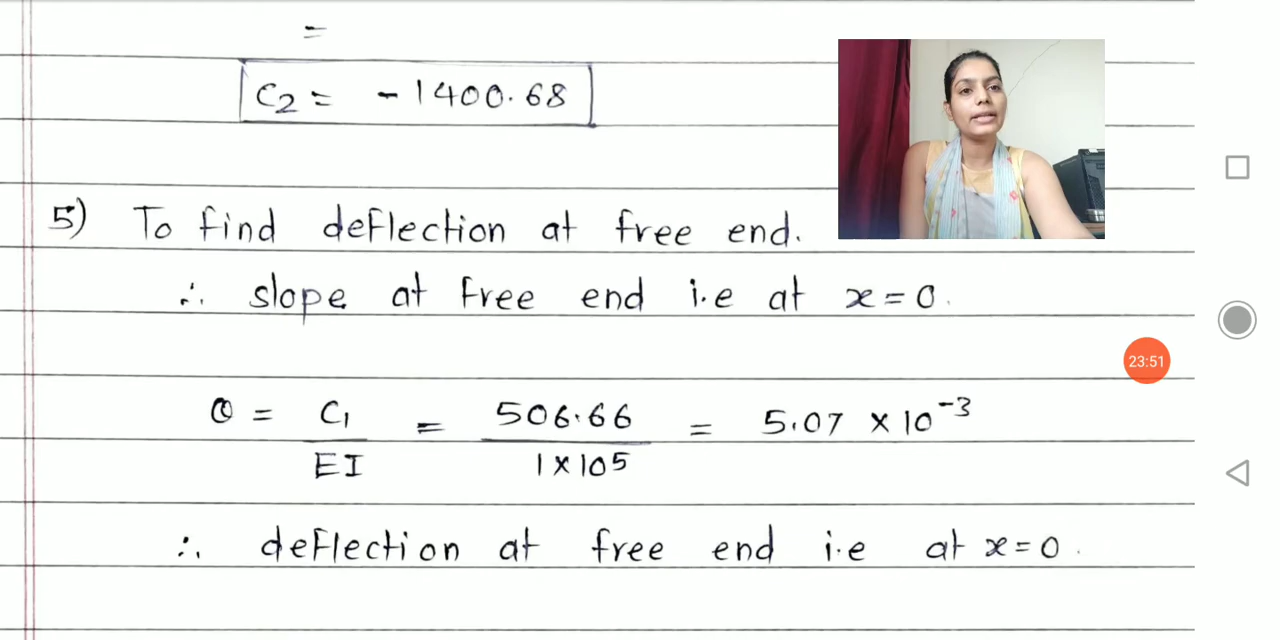 =
C2 = -1400.68
5) To find deflection at free end.
∴ slope at free end i.e at x=0.
23:51
θ = C1/EI = 506.66/1×105 = 5.07 × 10⁻³
∴ deflection at free end i.e at x=0.